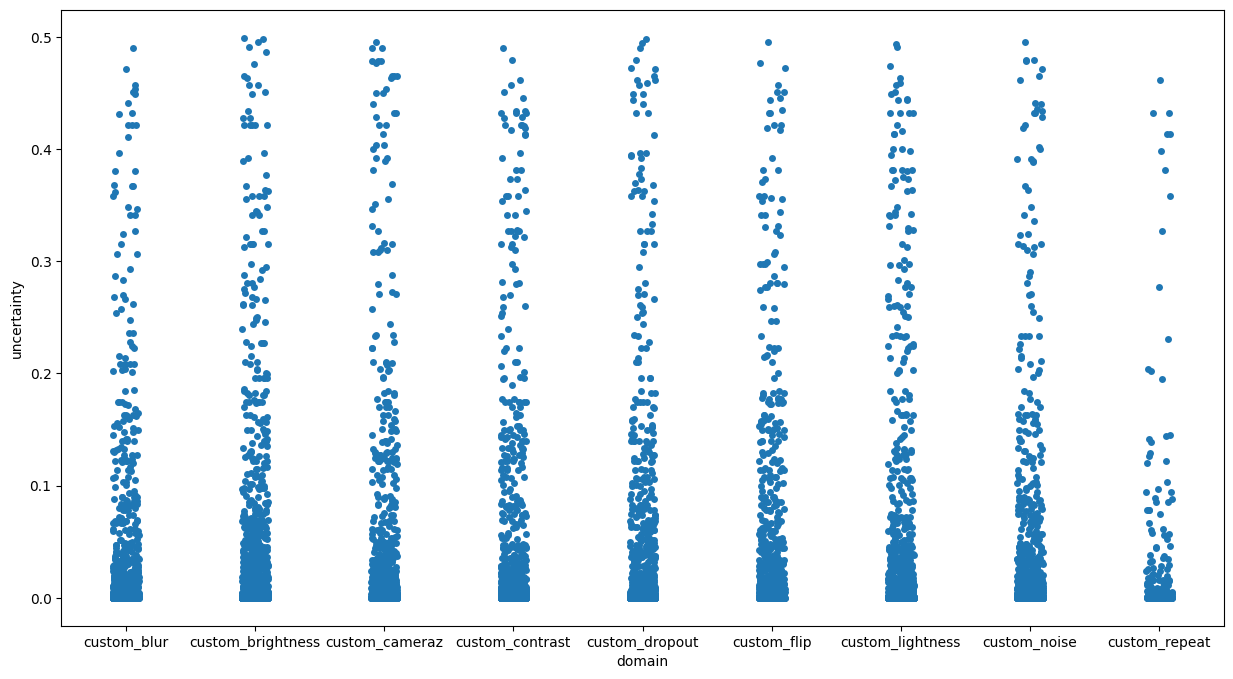 0.5
0.4
0.3
0.2
0.1
0.0
uncertainty
custom_blur custom_brightness custom_cameraz custom_contrast custom_dropout custom_flip custom_lightness custom_noise custom_repeat
domain